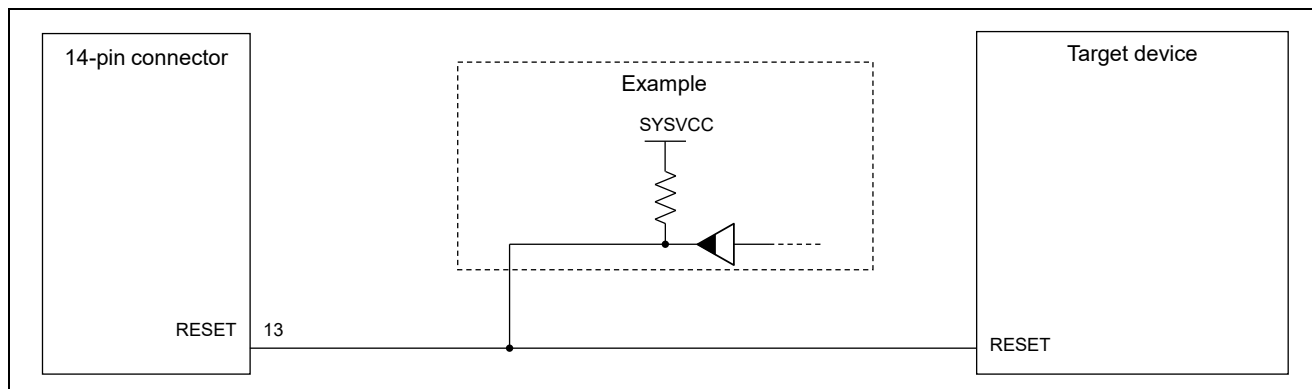 14-pin connector
Target device
Example
SYSVCC
RESET 13
RESET